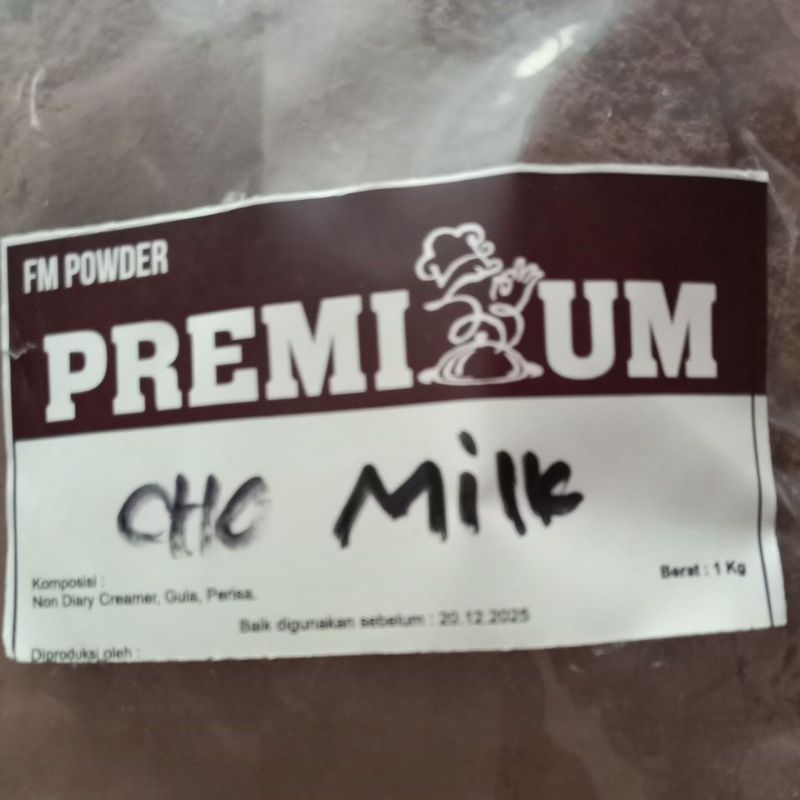 FM POWDER
PREMIUM
CHO Milk
Komposisi :
Non Diary Creamer, Gula, Perisa.
Berat : 1 Kg
Baik digunakan sebelum : 20.12.2025
Diproduksi oleh :